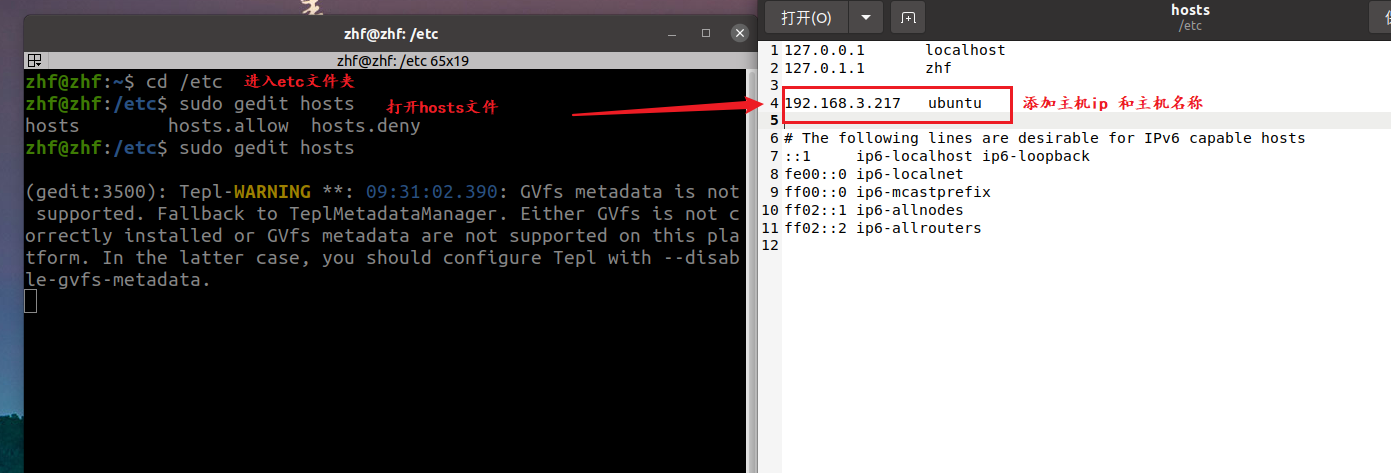 zhf@zhf: /etc
zhf@zhf: /etc 65x19
zhf@zhf:~$ cd /etc 进入etc文件夹
zhf@zhf:/etc$ sudo gedit hosts 打开hosts文件
hosts hosts.allow hosts.deny
zhf@zhf:/etc$ sudo gedit hosts
(gedit:3500): Tepl-WARNING **: 09:31:02.390: GVfs metadata is not
supported. Fallback to TeplMetadataManager. Either GVfs is not c
orrectly installed or GVfs metadata are not supported on this pla
tform. In the latter case, you should configure Tepl with --disab
le-gvfs-metadata.
打开(O)
hosts
/etc
1 127.0.0.1 localhost
2 127.0.1.1 zhf
3
4 192.168.3.217 ubuntu 添加主机ip 和主机名称
5
6 # The following lines are desirable for IPv6 capable hosts
7 ::1 ip6-localhost ip6-loopback
8 fe00::0 ip6-localnet
9 ff00::0 ip6-mcastprefix
10 ff02::1 ip6-allnodes
11 ff02::2 ip6-allrouters
12